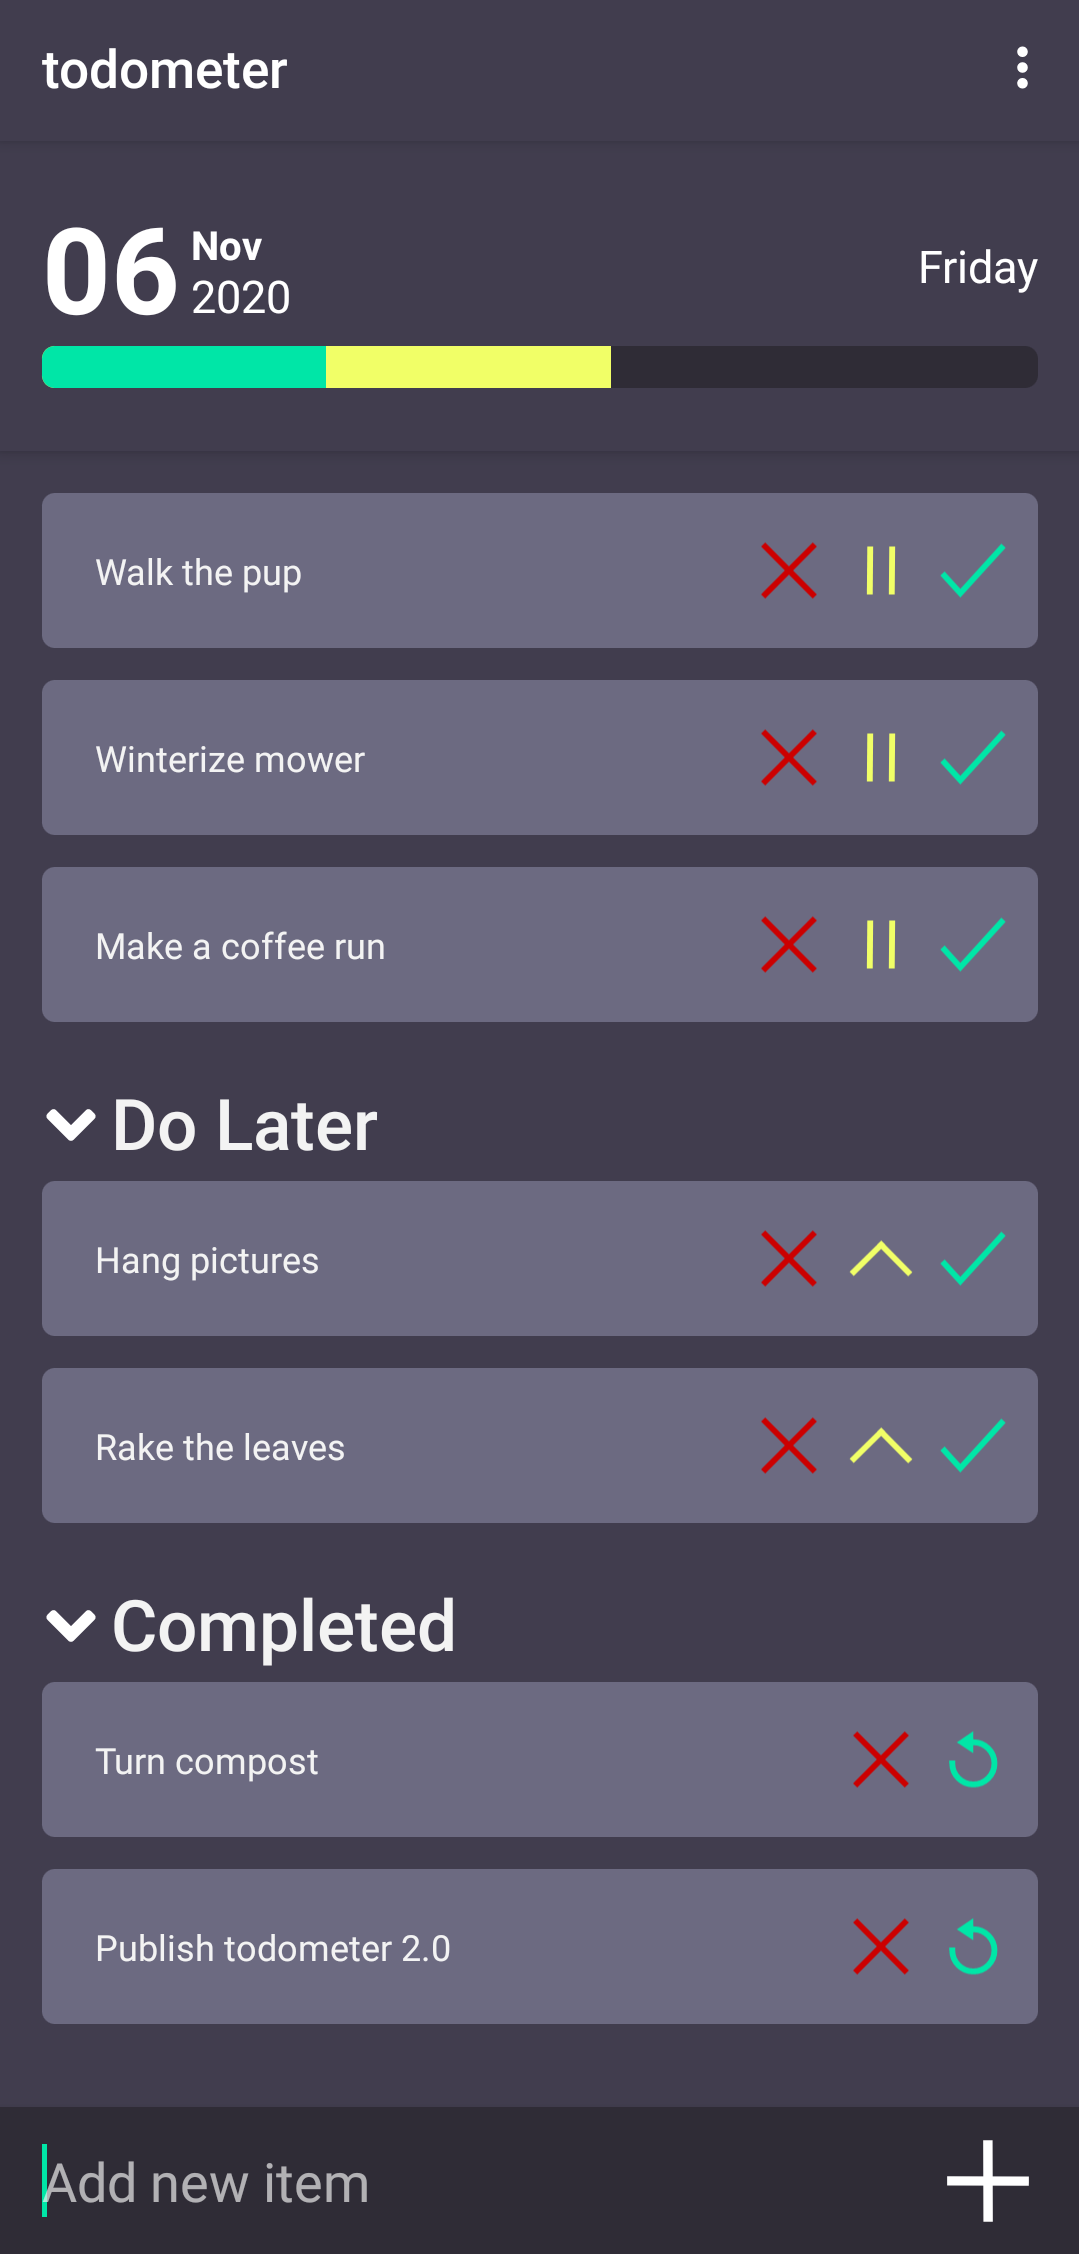 todometer
06
Nov
2020
Friday
Walk the pup
Winterize mower
Make a coffee run
Do Later
Hang pictures
Rake the leaves
Completed
Turn compost
Publish todometer 2.0
Add new item